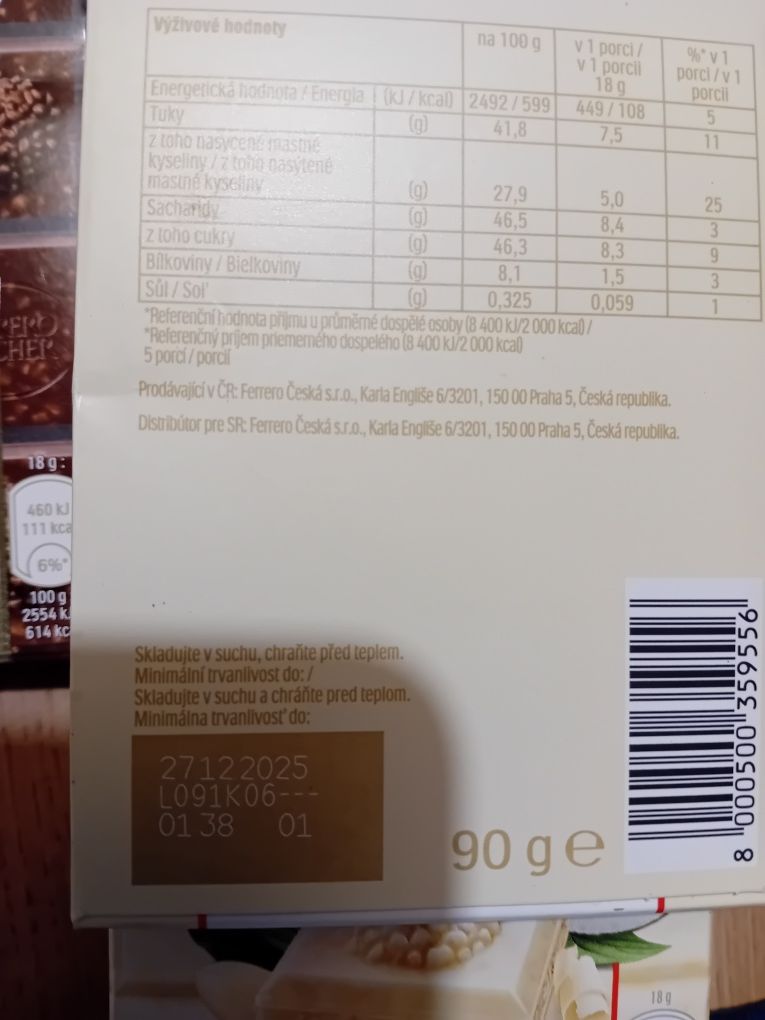 Výživové hodnoty
na 100 g
v 1 porci /
v 1 porcii
18 g
%* v 1
porci / v 1
porcii
Energetická hodnota / Energia (kJ / kcal) 2492 / 599 449 / 108 5
Tuky (g) 41,8 7,5 11
z toho nasycené mastné
kyseliny / z toho nasýtené
mastné kyseliny (g) 27,9 5,0 25
Sacharidy (g) 46,5 8,4 3
z toho cukry (g) 46,3 8,3 9
Bílkoviny / Bielkoviny (g) 8,1 1,5 3
Sůl / Soľ (g) 0,325 0,059 1
*Referenční hodnota příjmu u průměrné dospělé osoby (8 400 kJ/2 000 kcal) /
*Referenčný príjem priemerného dospelého (8 400 kJ/2 000 kcal)
5 porcí / porcií
Prodávající v ČR: Ferrero Česká s.r.o., Karla Engliše 6/3201, 150 00 Praha 5, Česká republika.
Distribútor pre SR: Ferrero Česká s.r.o., Karla Engliše 6/3201, 150 00 Praha 5, Česká republika.
18 g:
460 kJ
111 kca
6%*
100 g
2554 k
614 kc
Skladujte v suchu, chraňte před teplem.
Minimální trvanlivost do: /
Skladujte v suchu a chráňte pred teplom.
Minimálna trvanlivosť do:
27122025
L091K06---
01 38 01
90 g e
8 000500 359556
18 g